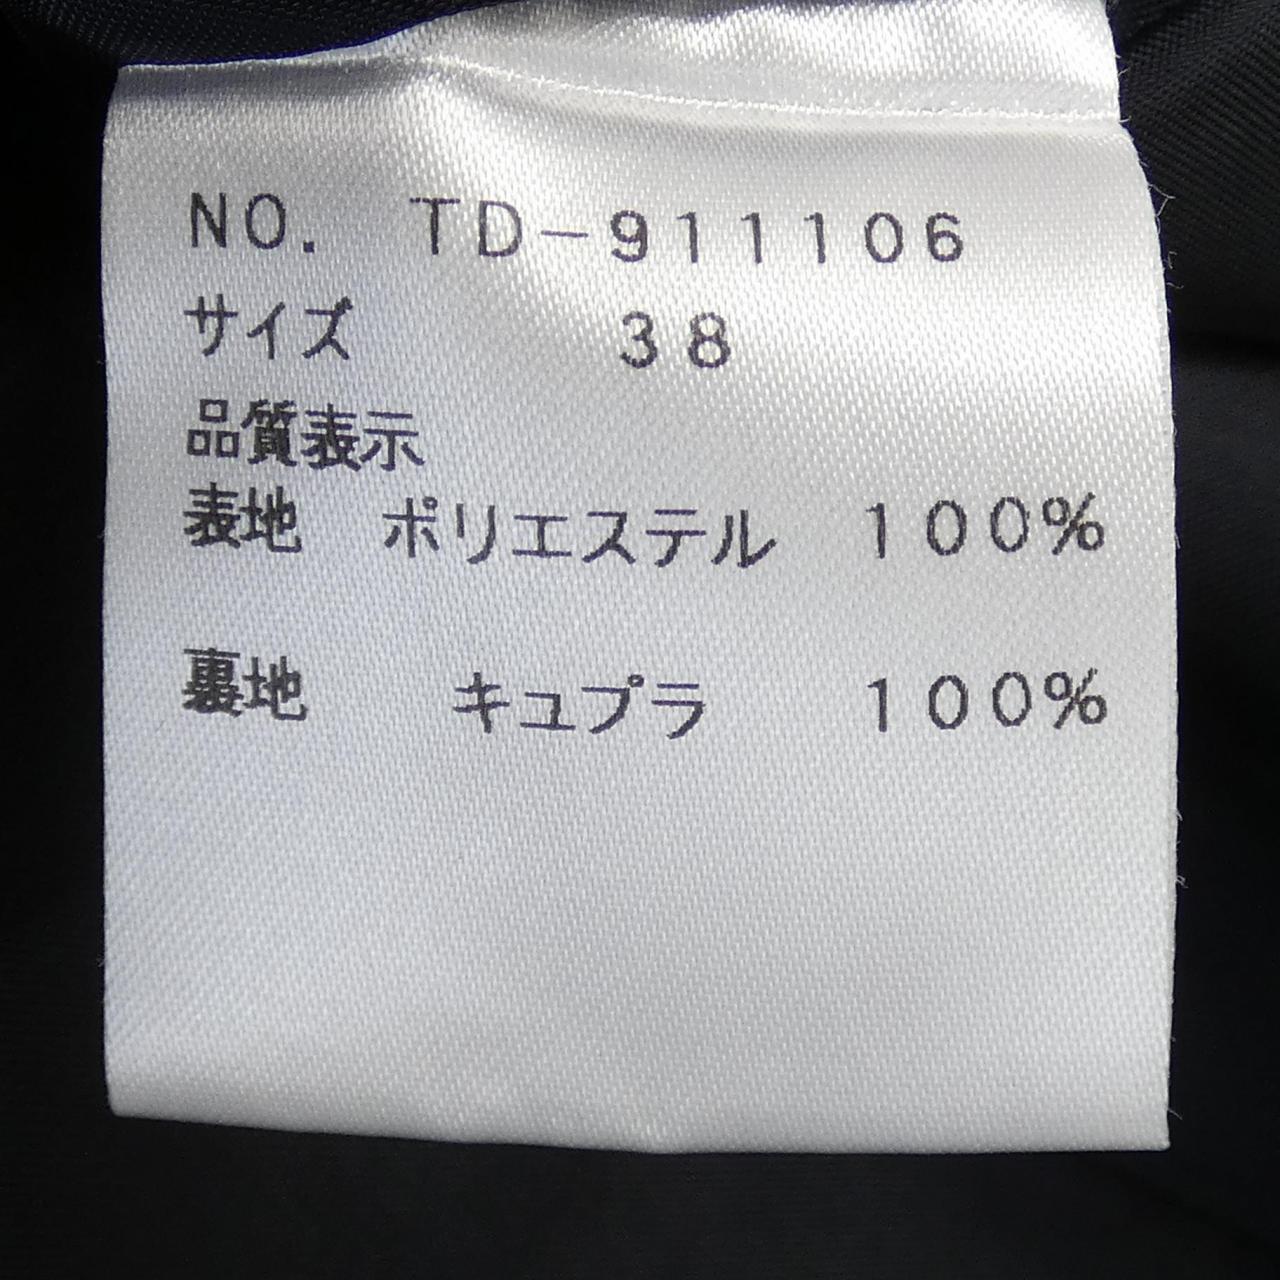 NO. TD-911106
サイズ 38
品質表示
表地 ポリエステル 100%
裏地 キュプラ 100%